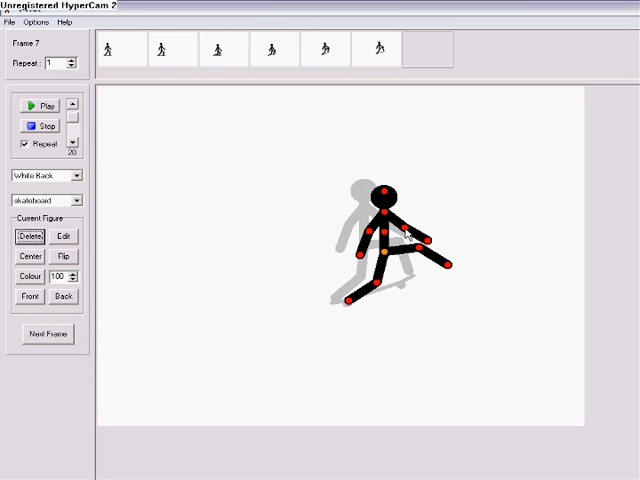 Unregistered HyperCam 2
File Options Help
Frame 7
Repeat : 1
Play
Stop
Repeat
20
White Back
skateboard
Current Figure
Delete Edit
Center Flip
Colour 100
Front Back
Next Frame